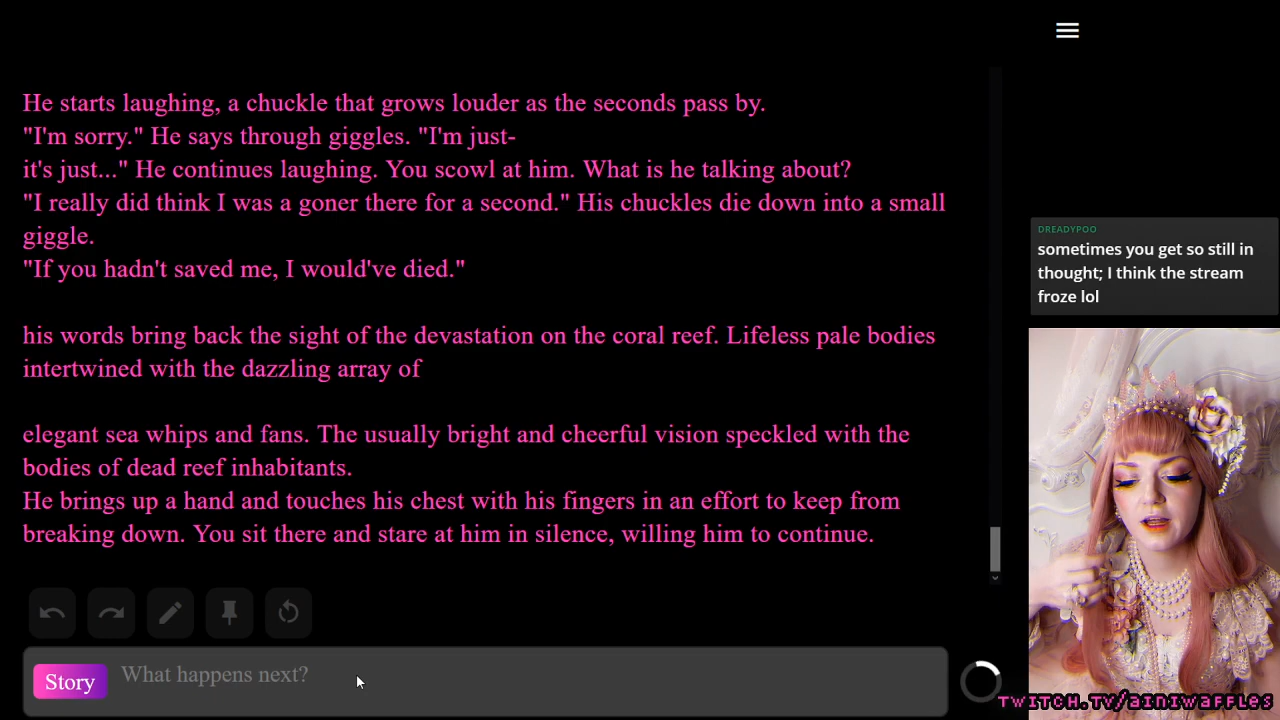 He starts laughing, a chuckle that grows louder as the seconds pass by.
"I'm sorry." He says through giggles. "I'm just-
it's just..." He continues laughing. You scowl at him. What is he talking about?
"I really did think I was a goner there for a second." His chuckles die down into a small
giggle.
"If you hadn't saved me, I would've died."
his words bring back the sight of the devastation on the coral reef. Lifeless pale bodies
intertwined with the dazzling array of
elegant sea whips and fans. The usually bright and cheerful vision speckled with the
bodies of dead reef inhabitants.
He brings up a hand and touches his chest with his fingers in an effort to keep from
breaking down. You sit there and stare at him in silence, willing him to continue.
Story What happens next?
DREADYPOO
sometimes you get so still in
thought; I think the stream
froze lol
TWITCH.TV/AINIWAFFLES